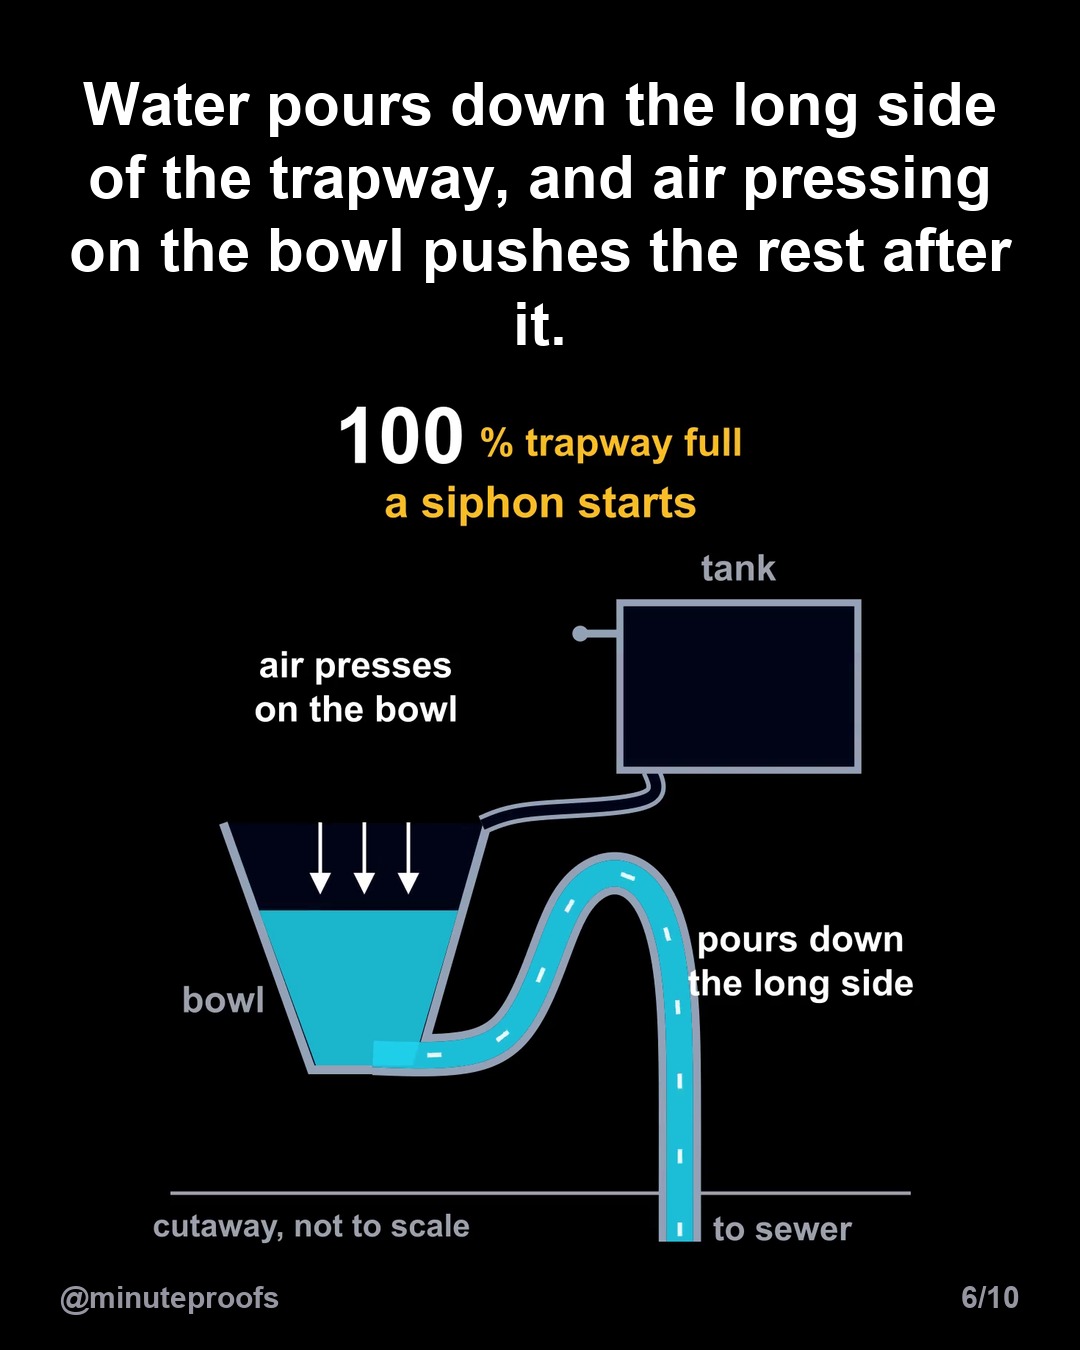 Water pours down the long side
of the trapway, and air pressing
on the bowl pushes the rest after
it.
100 % trapway full
a siphon starts
tank
air presses
on the bowl
pours down
the long side
bowl
cutaway, not to scale
to sewer
@minuteproofs
6/10